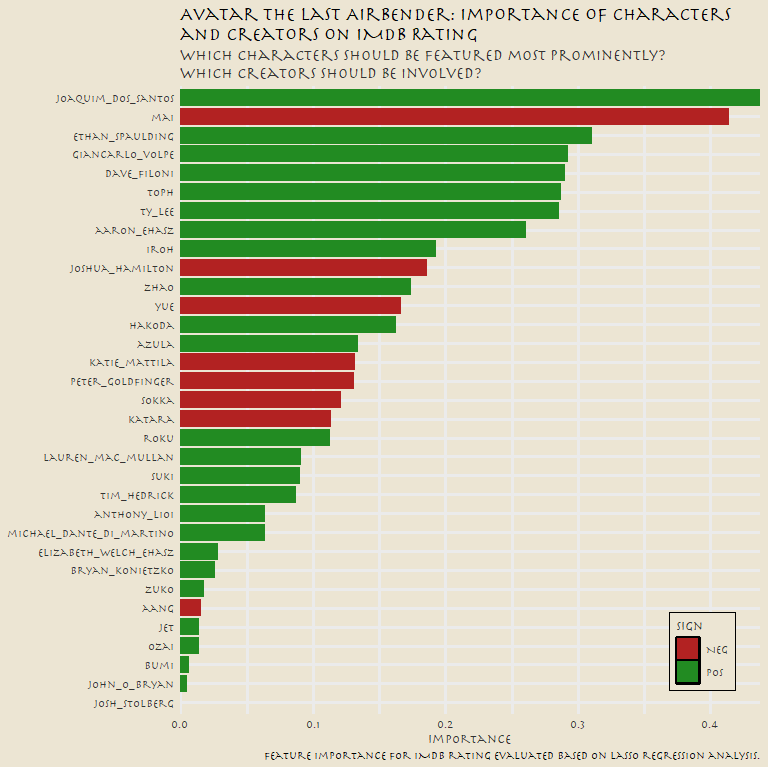 Avatar the Last Airbender: Importance of Characters
and Creators on IMDB Rating
Which characters should be featured most prominently?
Which creators should be involved?
joaquim_dos_santos
mai
ethan_spaulding
giancarlo_volpe
dave_filoni
toph
ty_lee
aaron_ehasz
iroh
joshua_hamilton
zhao
yue
hakoda
azula
katie_mattila
peter_goldfinger
sokka
katara
roku
lauren_mac_mullan
suki
tim_hedrick
anthony_lioi
michael_dante_di_martino
elizabeth_welch_ehasz
bryan_konietzko
zuko
aang
jet
ozai
bumi
john_o_bryan
josh_stolberg
Sign
NEG
POS
0.0 0.1 0.2 0.3 0.4
Importance
Feature importance for IMDB rating evaluated based on LASSO regression analysis.